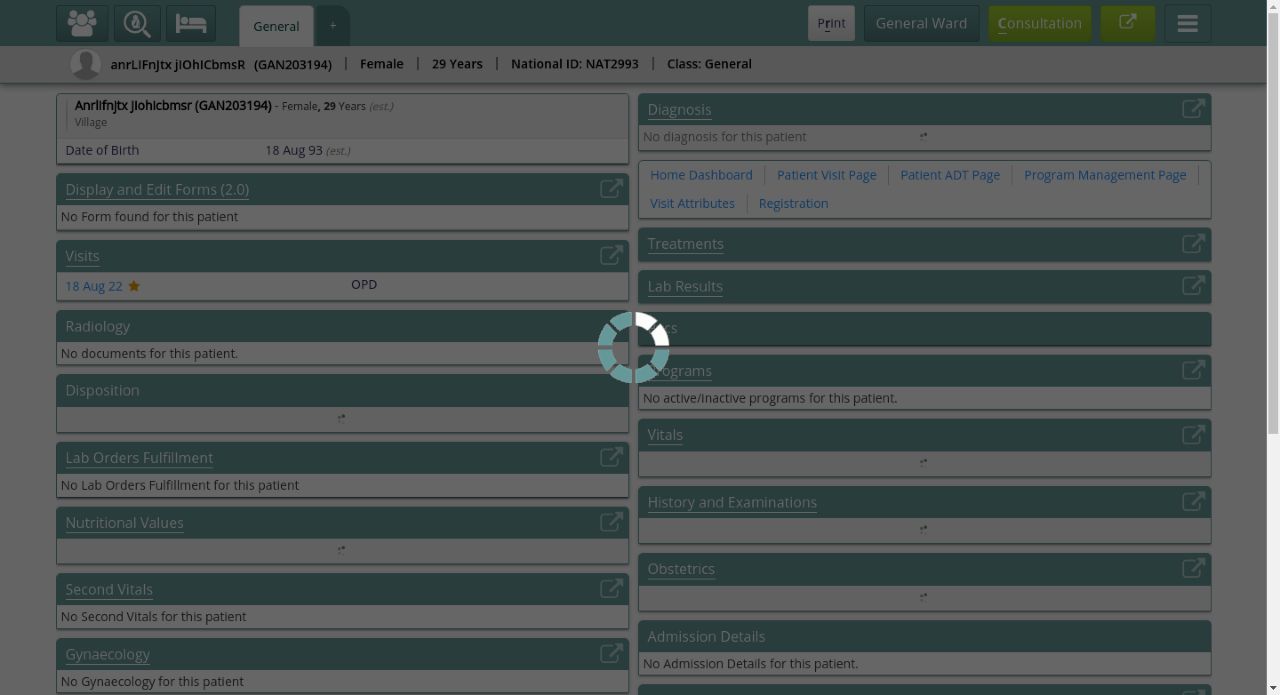 General
+
Print
General Ward
Consultation
anrLIFnJtx jIOhICbmsR (GAN203194) | Female | 29 Years | National ID: NAT2993 | Class: General
Anrlifnjtx Jiohicbmsr (GAN203194) - Female, 29 Years (est.)
Village
Date of Birth 18 Aug 93 (est.)
Display and Edit Forms (2.0)
No Form found for this patient
Visits
18 Aug 22 OPD
Radiology
No documents for this patient.
Disposition
Lab Orders Fulfillment
No Lab Orders Fulfillment for this patient
Nutritional Values
Second Vitals
No Second Vitals for this patient
Gynaecology
No Gynaecology for this patient
Diagnosis
No diagnosis for this patient
Home Dashboard | Patient Visit Page | Patient ADT Page | Program Management Page |
Visit Attributes | Registration
Treatments
Lab Results
Programs
No active/inactive programs for this patient.
Vitals
History and Examinations
Obstetrics
Admission Details
No Admission Details for this patient.